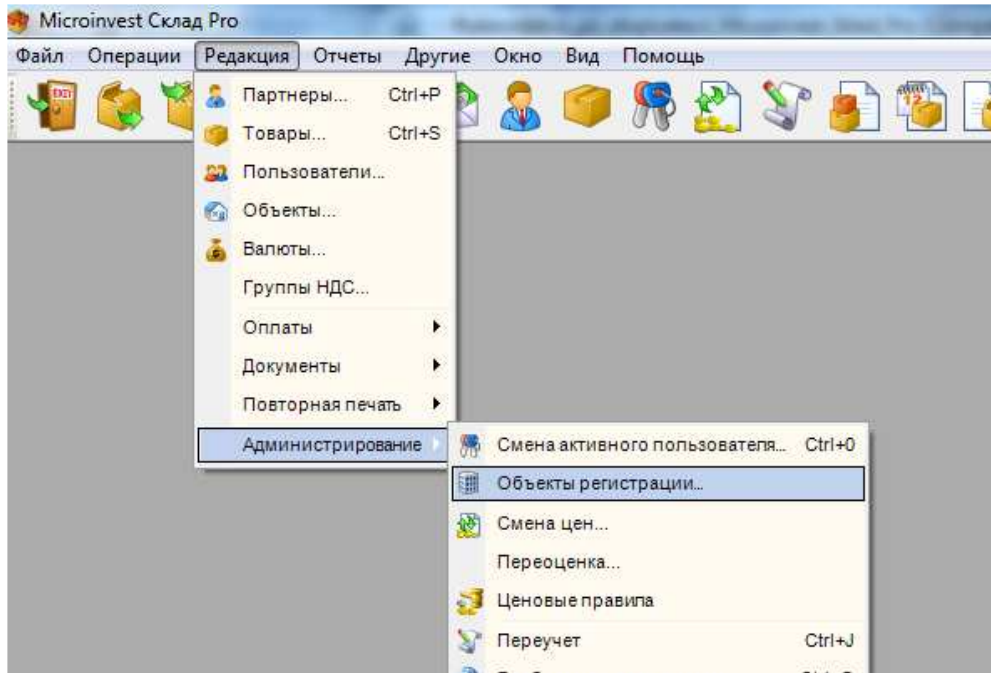 Microinvest Склад Pro
Файл Операции Редакция Отчеты Другие Окно Вид Помощь
EXIT
12
Партнеры... Ctrl+P
Товары... Ctrl+S
Пользователи...
Объекты...
Валюты...
Группы НДС...
Оплаты
Документы
Повторная печать
Администрирование
Смена активного пользователя... Ctrl+0
Объекты регистрации...
Смена цен...
Переоценка...
Ценовые правила
Переучет Ctrl+J